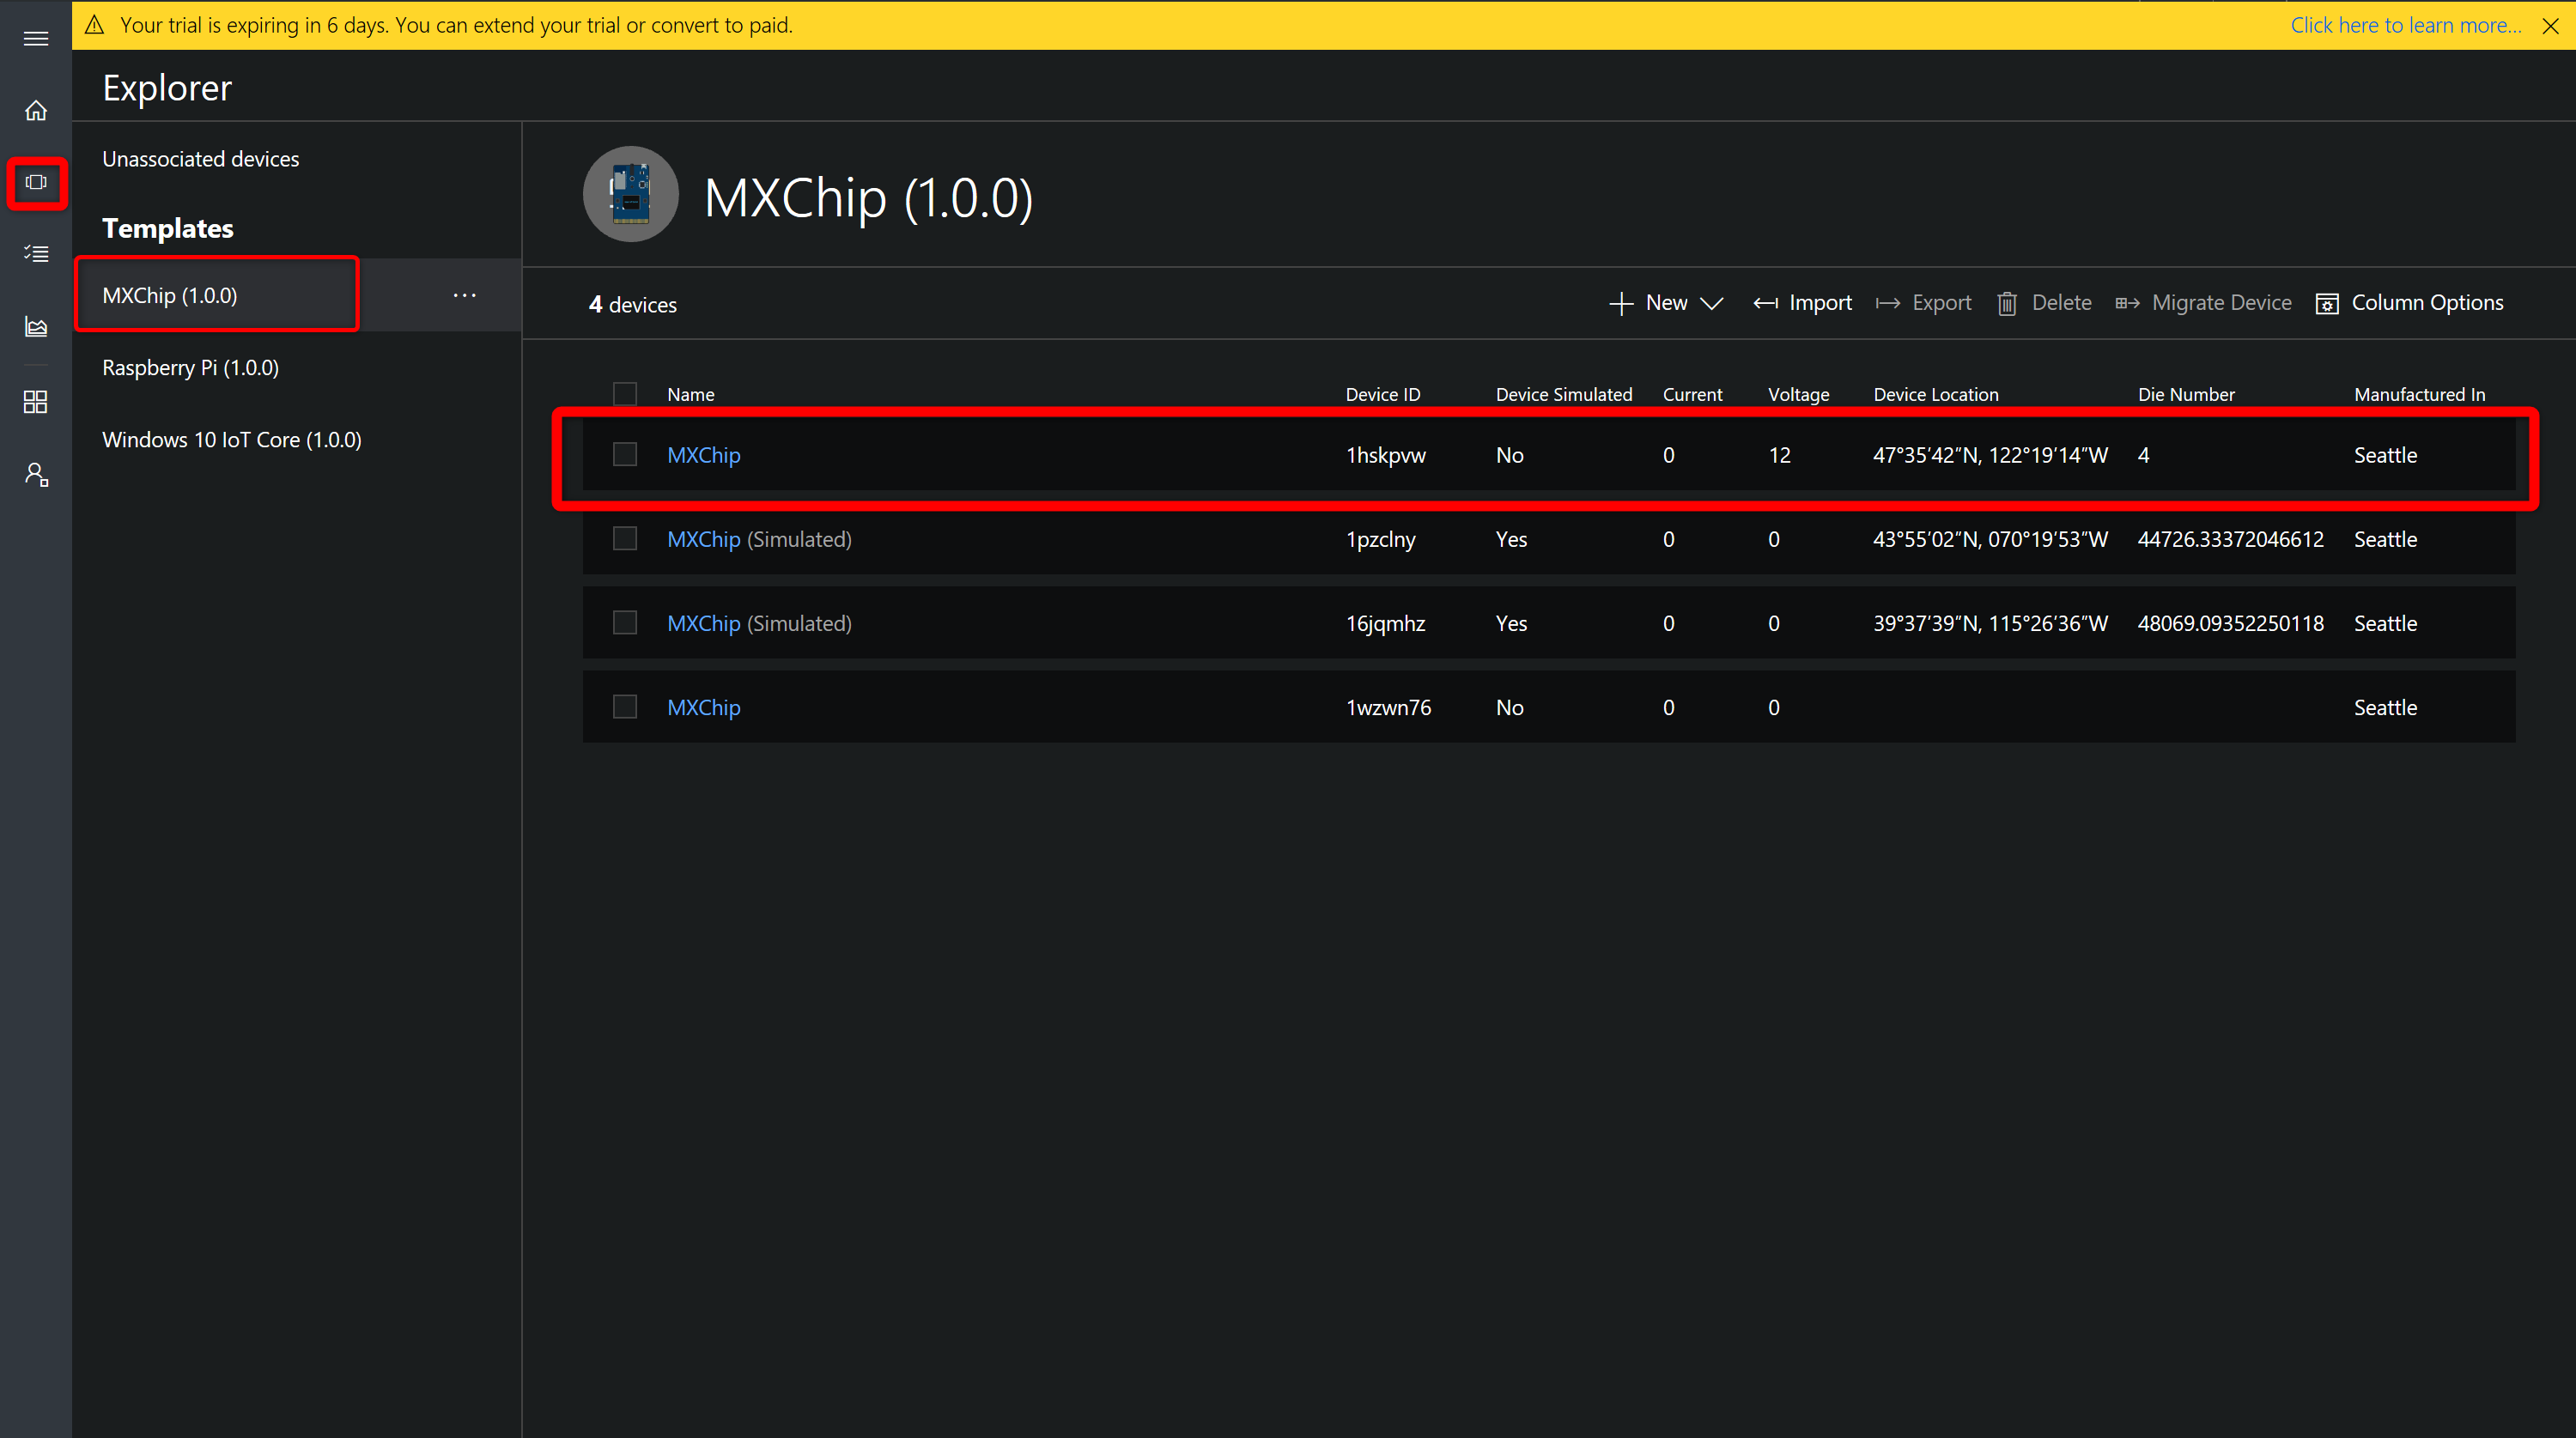 Your trial is expiring in 6 days. You can extend your trial or convert to paid. Click here to learn more...
Explorer
Unassociated devices
Templates
MXChip (1.0.0) ...
Raspberry Pi (1.0.0)
Windows 10 IoT Core (1.0.0)
MXChip (1.0.0)
4 devices New Import Export Delete Migrate Device Column Options
Name Device ID Device Simulated Current Voltage Device Location Die Number Manufactured In
MXChip 1hskpvw No 0 12 47°35′42″N, 122°19′14″W 4 Seattle
MXChip (Simulated) 1pzclny Yes 0 0 43°55′02″N, 070°19′53″W 44726.33372046612 Seattle
MXChip (Simulated) 16jqmhz Yes 0 0 39°37′39″N, 115°26′36″W 48069.09352250118 Seattle
MXChip 1wzwn76 No 0 0 Seattle